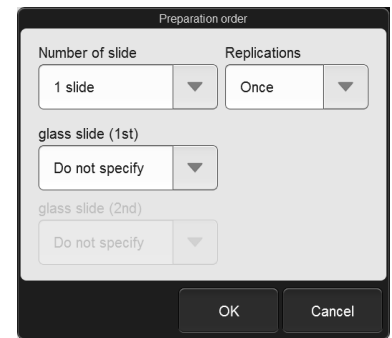 Preparation order
Number of slide
Replications
1 slide
Once
glass slide (1st)
Do not specify
glass slide (2nd)
Do not specify
OK
Cancel